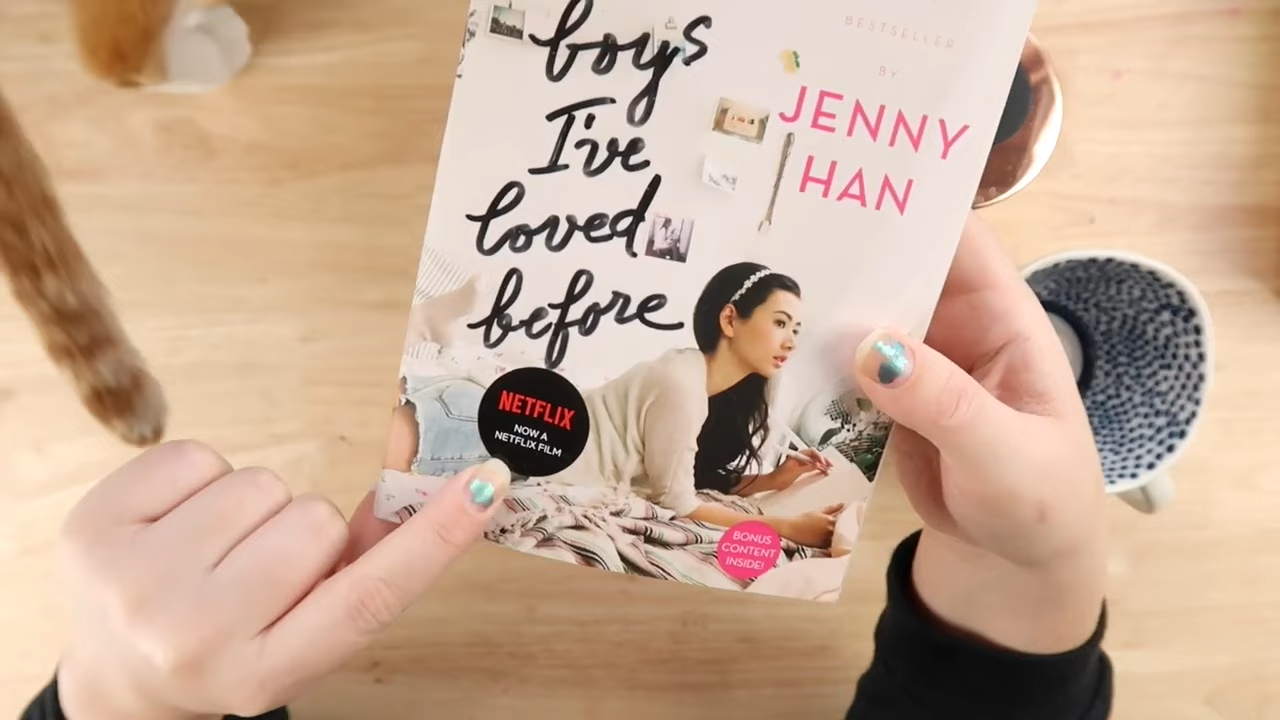 boys
I've
loved
before
BESTSELLER
BY
JENNY
HAN
NETFLIX
NOW A
NETFLIX FILM
BONUS
CONTENT
INSIDE!